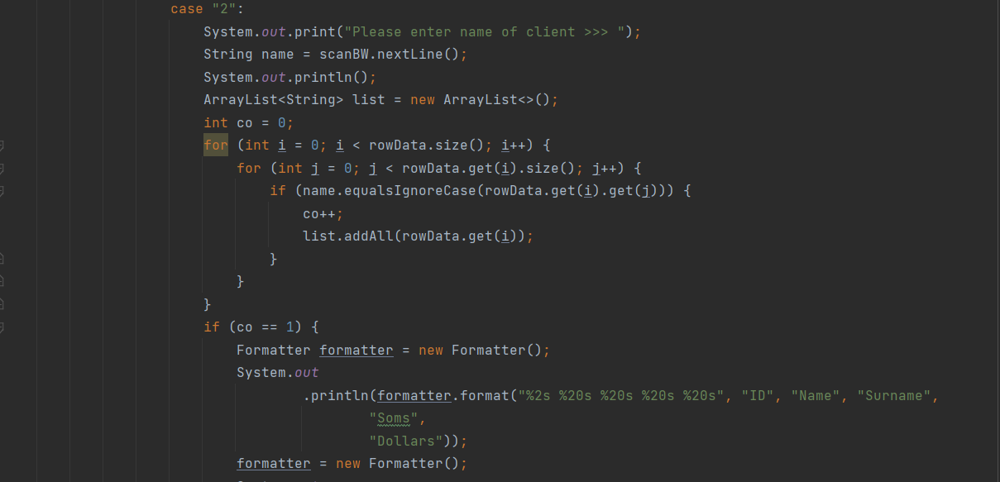 case "2":
System.out.print("Please enter name of client >>> ");
String name = scanBW.nextLine();
System.out.println();
ArrayList<String> list = new ArrayList<>();
int co = 0;
for (int i = 0; i < rowData.size(); i++) {
for (int j = 0; j < rowData.get(i).size(); j++) {
if (name.equalsIgnoreCase(rowData.get(i).get(j))) {
co++;
list.addAll(rowData.get(i));
}
}
}
if (co == 1) {
Formatter formatter = new Formatter();
System.out
.println(formatter.format("%2s %20s %20s %20s %20s", "ID", "Name", "Surname",
"Soms",
"Dollars"));
formatter = new Formatter();